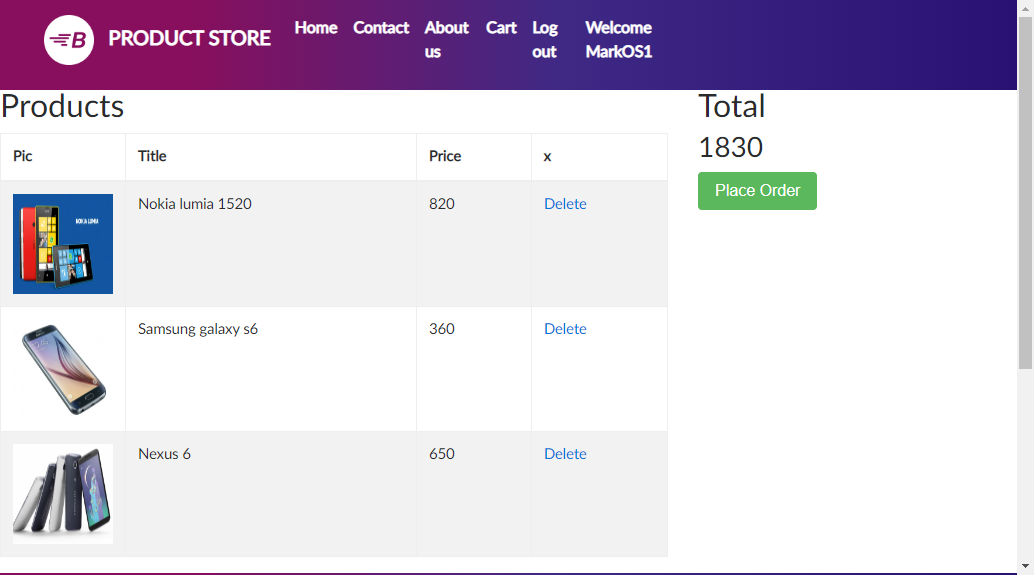 B PRODUCT STORE Home Contact About us Cart Log out Welcome MarkOS1
Products
Pic Title Price x
NOKIA LUMIA
Nokia lumia 1520 820 Delete
Samsung galaxy s6 360 Delete
Nexus 6 650 Delete
Total
1830
Place Order